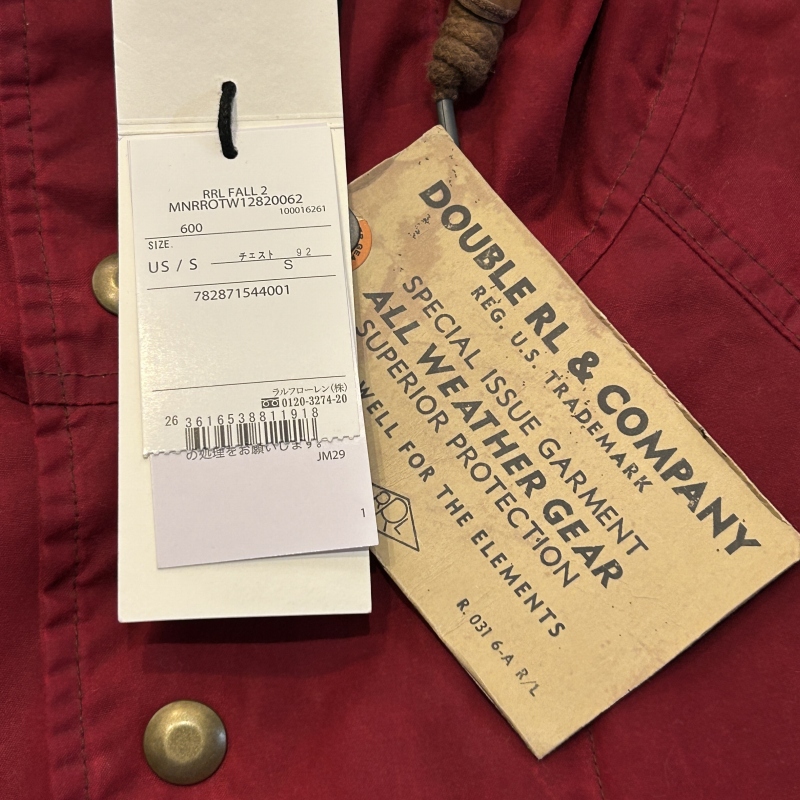 RRL FALL 2
MNRROTW12820062
100016261
600
SIZE.
US / S チェスト 92
S
782871544001
ラルフローレン(株)
0120-3274-20
26 361653881 1918
の処理をお願いします。
JM29
1
DOUBLE RL & COMPANY
REG. U.S. TRADEMARK
SPECIAL ISSUE GARMENT
ALL WEATHER GEAR
SUPERIOR PROTECTION
WELL FOR THE ELEMENTS
RRL
R.031 6-A R/L